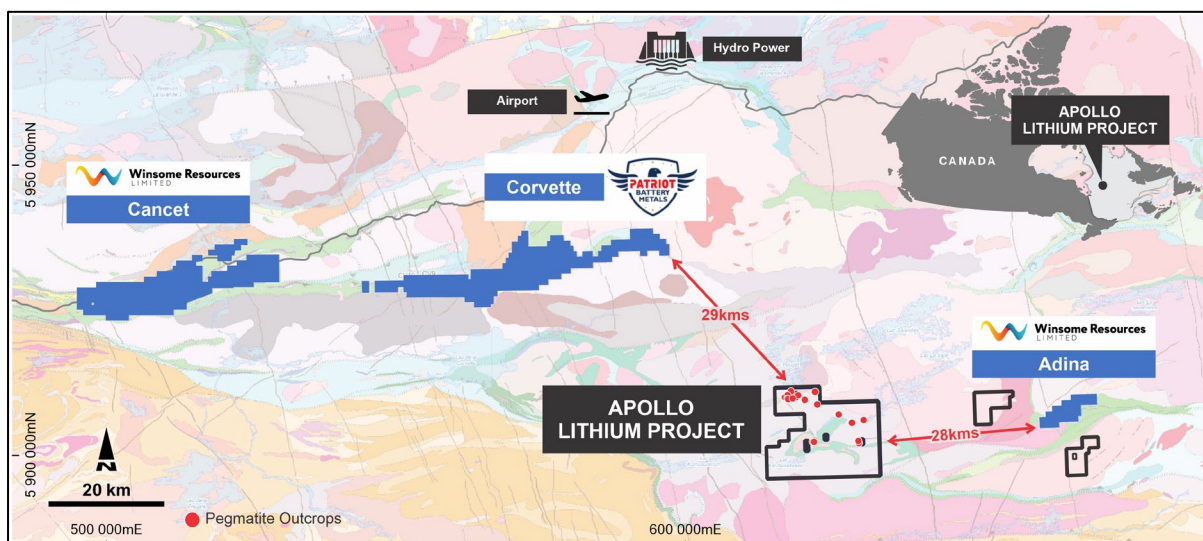 Hydro Power
Airport
APOLLO
LITHIUM PROJECT
CANADA
5 950 000mN
Winsome Resources
LIMITED
Cancet
Corvette
PATRIOT
BATTERY
METALS
29kms
Winsome Resources
LIMITED
Adina
APOLLO
LITHIUM PROJECT
28kms
5 900 000mN
N
20 km
Pegmatite Outcrops
500 000mE
600 000mE